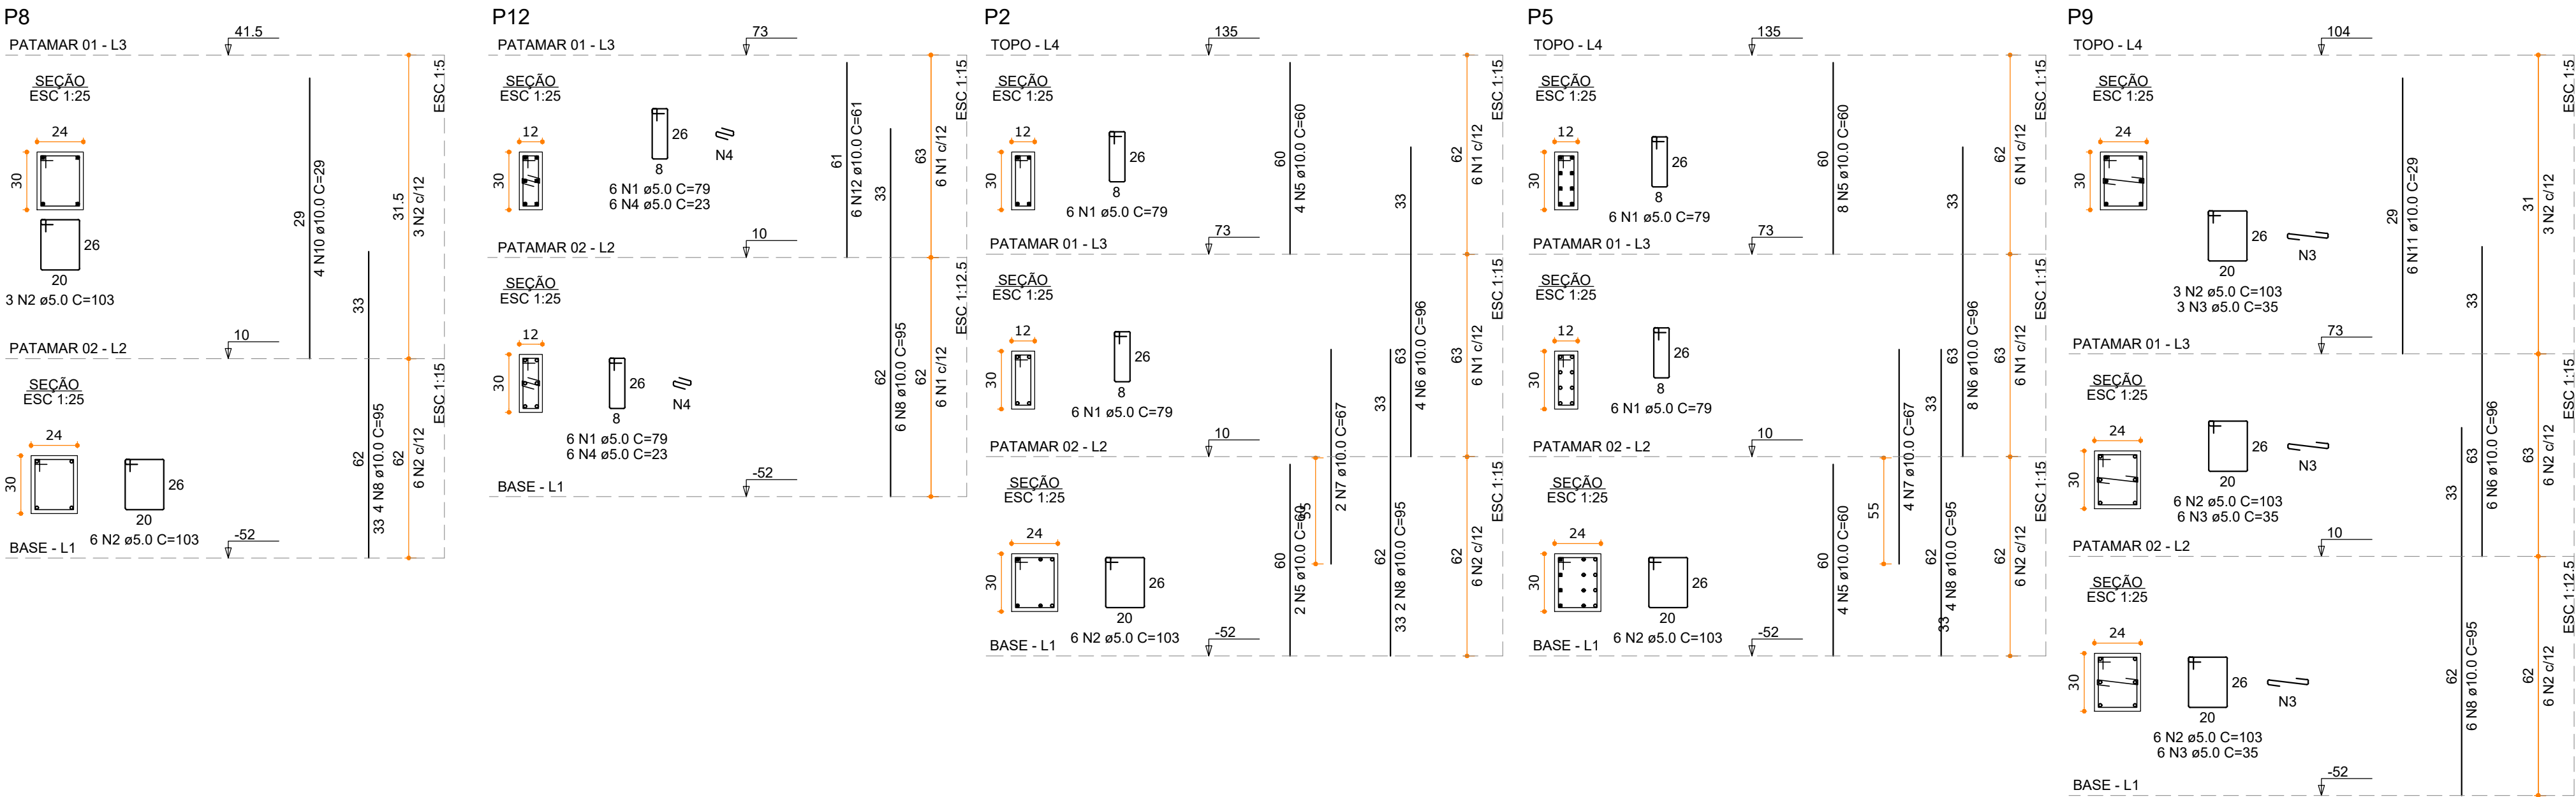 P8
PATAMAR 01 - L3
41.5
SEÇÃO
ESC 1:25
24
30
26
20
3 N2 ø5.0 C=103
29
4 N10 ø10.0 C=29
33
31.5
3 N2 c/12
ESC 1:5
PATAMAR 02 - L2
10
SEÇÃO
ESC 1:25
24
30
26
20
6 N2 ø5.0 C=103
62
33 4 N8 ø10.0 C=95
62
6 N2 c/12
ESC 1:15
BASE - L1
-52
P12
PATAMAR 01 - L3
73
SEÇÃO
ESC 1:25
12
30
26
8
N4
6 N1 ø5.0 C=79
6 N4 ø5.0 C=23
61
6 N12 ø10.0 C=61
33
63
6 N1 c/12
ESC 1:15
PATAMAR 02 - L2
10
SEÇÃO
ESC 1:25
12
30
26
8
N4
6 N1 ø5.0 C=79
6 N4 ø5.0 C=23
62
6 N8 ø10.0 C=95
62
6 N1 c/12
ESC 1:12.5
BASE - L1
-52
P2
TOPO - L4
135
SEÇÃO
ESC 1:25
12
30
26
8
6 N1 ø5.0 C=79
60
4 N5 ø10.0 C=60
33
62
6 N1 c/12
ESC 1:15
PATAMAR 01 - L3
73
SEÇÃO
ESC 1:25
12
30
26
8
6 N1 ø5.0 C=79
2 N7 ø10.0 C=67
33
63
4 N6 ø10.0 C=96
63
6 N1 c/12
ESC 1:15
PATAMAR 02 - L2
10
SEÇÃO
ESC 1:25
24
30
26
20
6 N2 ø5.0 C=103
60
2 N5 ø10.0 C=60
55
62
33 2 N8 ø10.0 C=95
62
6 N2 c/12
ESC 1:15
BASE - L1
-52
P5
TOPO - L4
135
SEÇÃO
ESC 1:25
12
30
26
8
6 N1 ø5.0 C=79
60
8 N5 ø10.0 C=60
33
62
6 N1 c/12
ESC 1:15
PATAMAR 01 - L3
73
SEÇÃO
ESC 1:25
12
30
26
8
6 N1 ø5.0 C=79
4 N7 ø10.0 C=67
33
63
8 N6 ø10.0 C=96
63
6 N1 c/12
ESC 1:15
PATAMAR 02 - L2
10
SEÇÃO
ESC 1:25
24
30
26
20
6 N2 ø5.0 C=103
60
4 N5 ø10.0 C=60
55
62
33
4 N8 ø10.0 C=95
62
6 N2 c/12
ESC 1:15
BASE - L1
-52
P9
TOPO - L4
104
SEÇÃO
ESC 1:25
24
30
26
20
N3
3 N2 ø5.0 C=103
3 N3 ø5.0 C=35
29
6 N11 ø10.0 C=29
33
31
3 N2 c/12
ESC 1:5
PATAMAR 01 - L3
73
SEÇÃO
ESC 1:25
24
30
26
20
N3
6 N2 ø5.0 C=103
6 N3 ø5.0 C=35
33
63
6 N6 ø10.0 C=96
63
6 N2 c/12
ESC 1:15
PATAMAR 02 - L2
10
SEÇÃO
ESC 1:25
24
30
26
20
N3
6 N2 ø5.0 C=103
6 N3 ø5.0 C=35
62
6 N8 ø10.0 C=95
62
6 N2 c/12
ESC 1:12.5
BASE - L1
-52